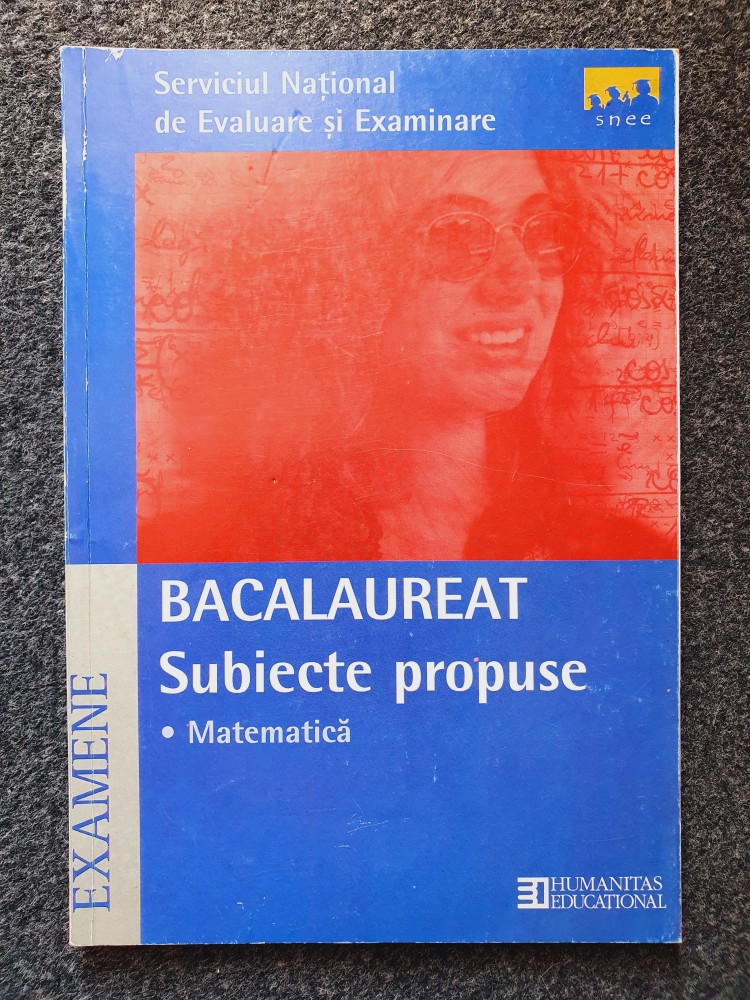 Serviciul Național
de Evaluare și Examinare
snee
BACALAUREAT
Subiecte propuse
• Matematică
EXAMENE
HUMANITAS
EDUCAȚIONAL